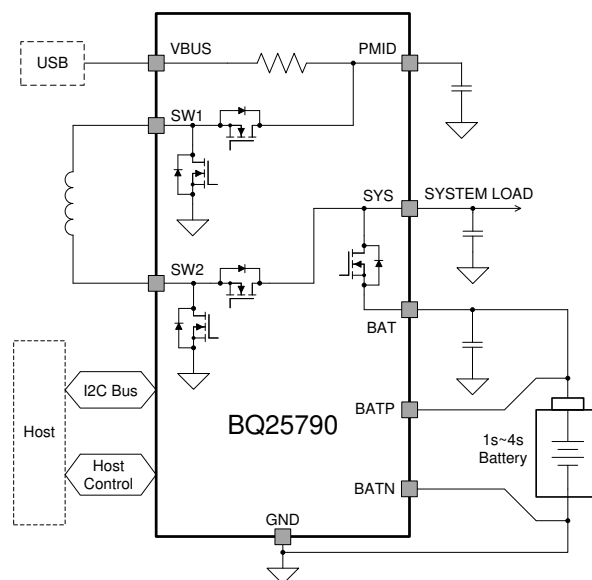 USB
VBUS
PMID
SW1
SYS
SYSTEM LOAD
SW2
BAT
I2C Bus
Host
BQ25790
BATP
1s~4s
Battery
Host
Control
BATN
GND